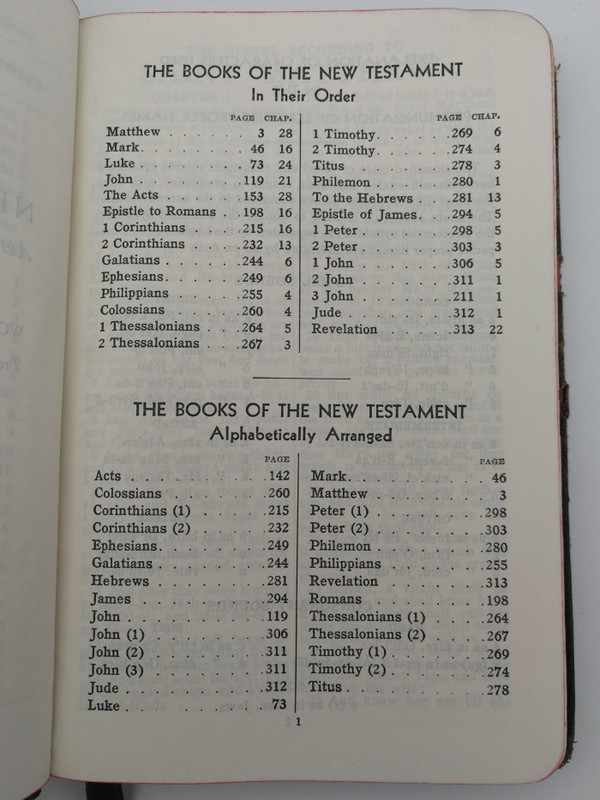 THE BOOKS OF THE NEW TESTAMENT
In Their Order
PAGE CHAP.
Matthew . . . . . . 3 28
Mark. . . . . . . . 46 16
Luke . . . . . . . 73 24
John . . . . . . . .119 21
The Acts . . . . . .153 28
Epistle to Romans . .198 16
1 Corinthians . . . .215 16
2 Corinthians . . . .232 13
Galatians . . . . . .244 6
Ephesians. . . . . .249 6
Philippians . . . . .255 4
Colossians . . . . .260 4
1 Thessalonians . . .264 5
2 Thessalonians . . .267 3
PAGE CHAP.
1 Timothy. . . . . .269 6
2 Timothy. . . . . .274 4
Titus . . . . . . .278 3
Philemon . . . . . .280 1
To the Hebrews . . .281 13
Epistle of James. . .294 5
1 Peter . . . . . . .298 5
2 Peter . . . . . . .303 3
1 John . . . . . . .306 5
2 John . . . . . . .311 1
3 John . . . . . . .211 1
Jude . . . . . . . .312 1
Revelation . . . . .313 22
THE BOOKS OF THE NEW TESTAMENT
Alphabetically Arranged
PAGE
Acts . . . . . . . . . .142
Colossians . . . . . . .260
Corinthians (1) . . . . .215
Corinthians (2) . . . . .232
Ephesians. . . . . . . .249
Galatians . . . . . . . .244
Hebrews . . . . . . . .281
James . . . . . . . . .294
John . . . . . . . . . .119
John (1) . . . . . . . .306
John (2) . . . . . . . .311
John (3) . . . . . . . .311
Jude . . . . . . . . . .312
Luke . . . . . . . . . 73
PAGE
Mark. . . . . . . . . . 46
Matthew . . . . . . . . 3
Peter (1) . . . . . . . .298
Peter (2) . . . . . . . .303
Philemon . . . . . . . .280
Philippians . . . . . . .255
Revelation . . . . . . .313
Romans . . . . . . . .198
Thessalonians (1) . . . .264
Thessalonians (2) . . . .267
Timothy (1) . . . . . . .269
Timothy (2) . . . . . . .274
Titus . . . . . . . . . .278
1